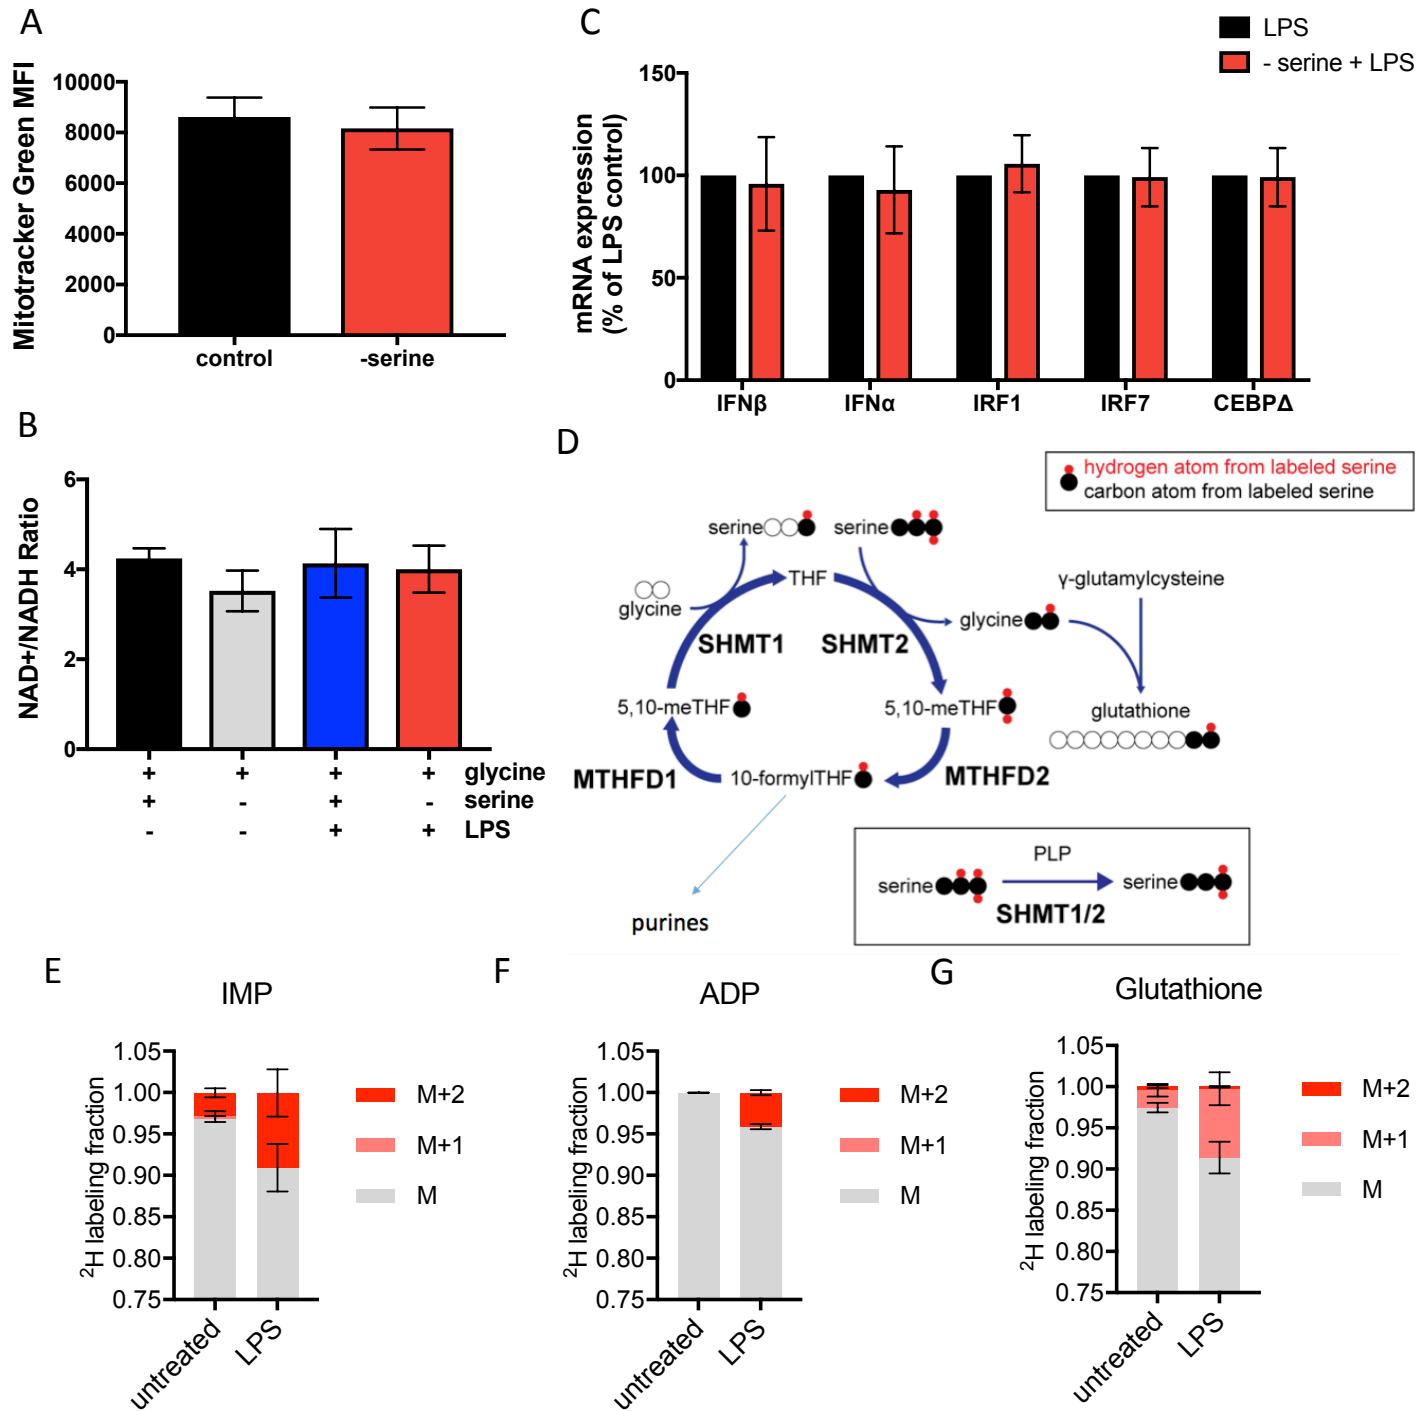 A
Mitotracker Green MFI
10000
8000
6000
4000
2000
0
control
-serine
C
LPS
- serine + LPS
mRNA expression
(% of LPS control)
150
100
50
0
IFNβ
IFNα
IRF1
IRF7
CEBPΔ
B
NAD+/NADH Ratio
6
4
2
0
+ + + + glycine
+ - + - serine
- - + + LPS
D
hydrogen atom from labeled serine
carbon atom from labeled serine
serine
serine
THF
glycine
γ-glutamylcysteine
glycine
SHMT1
SHMT2
5,10-meTHF
5,10-meTHF
glutathione
MTHFD1
10-formylTHF
MTHFD2
purines
PLP
serine
serine
SHMT1/2
E
IMP
²H labeling fraction
1.05
1.00
0.95
0.90
0.85
0.80
0.75
untreated
LPS
M+2
M+1
M
F
ADP
²H labeling fraction
1.05
1.00
0.95
0.90
0.85
0.80
0.75
untreated
LPS
M+2
M+1
M
G
Glutathione
²H labeling fraction
1.05
1.00
0.95
0.90
0.85
0.80
0.75
untreated
LPS
M+2
M+1
M